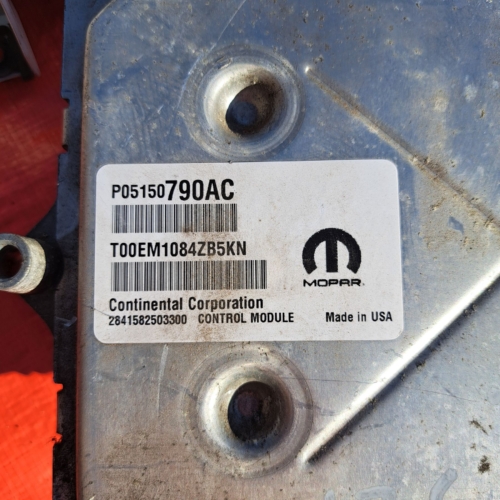 P05150790AC
T00EM1084ZB5KN
MOPAR
Continental Corporation
2841582503300 CONTROL MODULE Made in USA